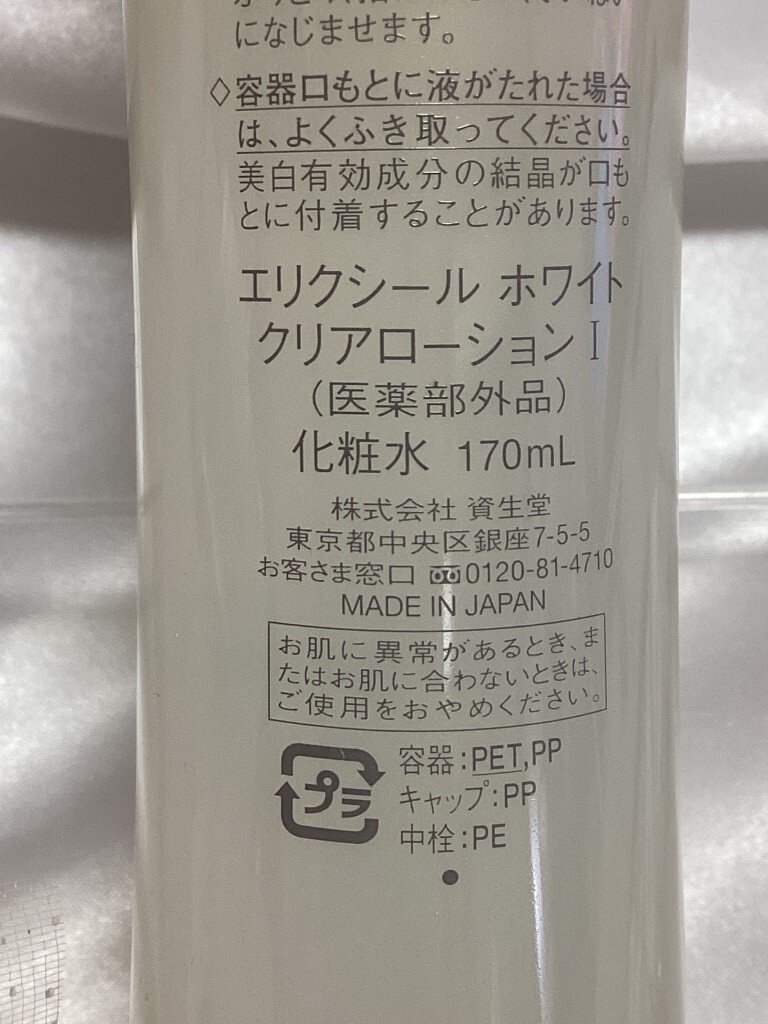 になじませます。
◇容器口もとに液がたれた場合
は、よくふき取ってください。
美白有効成分の結晶が口も
とに付着することがあります。
エリクシール ホワイト
クリアローション I
(医薬部外品)
化粧水 170mL
株式会社 資生堂
東京都中央区銀座7-5-5
お客さま窓口 0120-81-4710
MADE IN JAPAN
お肌に異常があるとき、ま
たはお肌に合わないときは、
ご使用をおやめください。
プラ
容器:PET,PP
キャップ:PP
中栓:PE